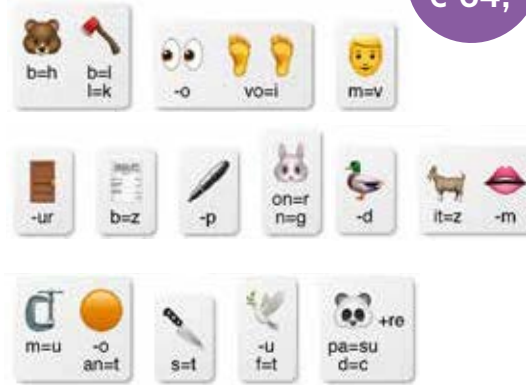 b=h b=l
l=k -o vo=i m=v
on=r
-ur b=z -p n=g -d it=z -m
+re
m=u -o -u pa=su
an=t s=t f=t d=c